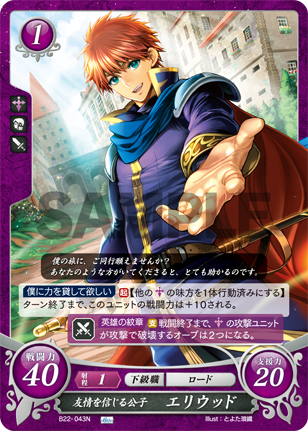 1
SAMPLE
僕の旅に、ご同行願えませんか?
あなたのような方がいてくださると、とても助かるのです。
僕に力を貸して欲しい 起 【他の の味方を1体行動済みにする】
ターン終了まで、このユニットの戦闘力は+10される。
英雄の紋章 支 戦闘終了まで、 の攻撃ユニット
が攻撃で破壊するオーブは2つになる。
戦闘力
40
射程 1 下級職 ロード
支援力
20
友情を信じる公子 エリウッド
B22-043N
Illust:とよた瑣織